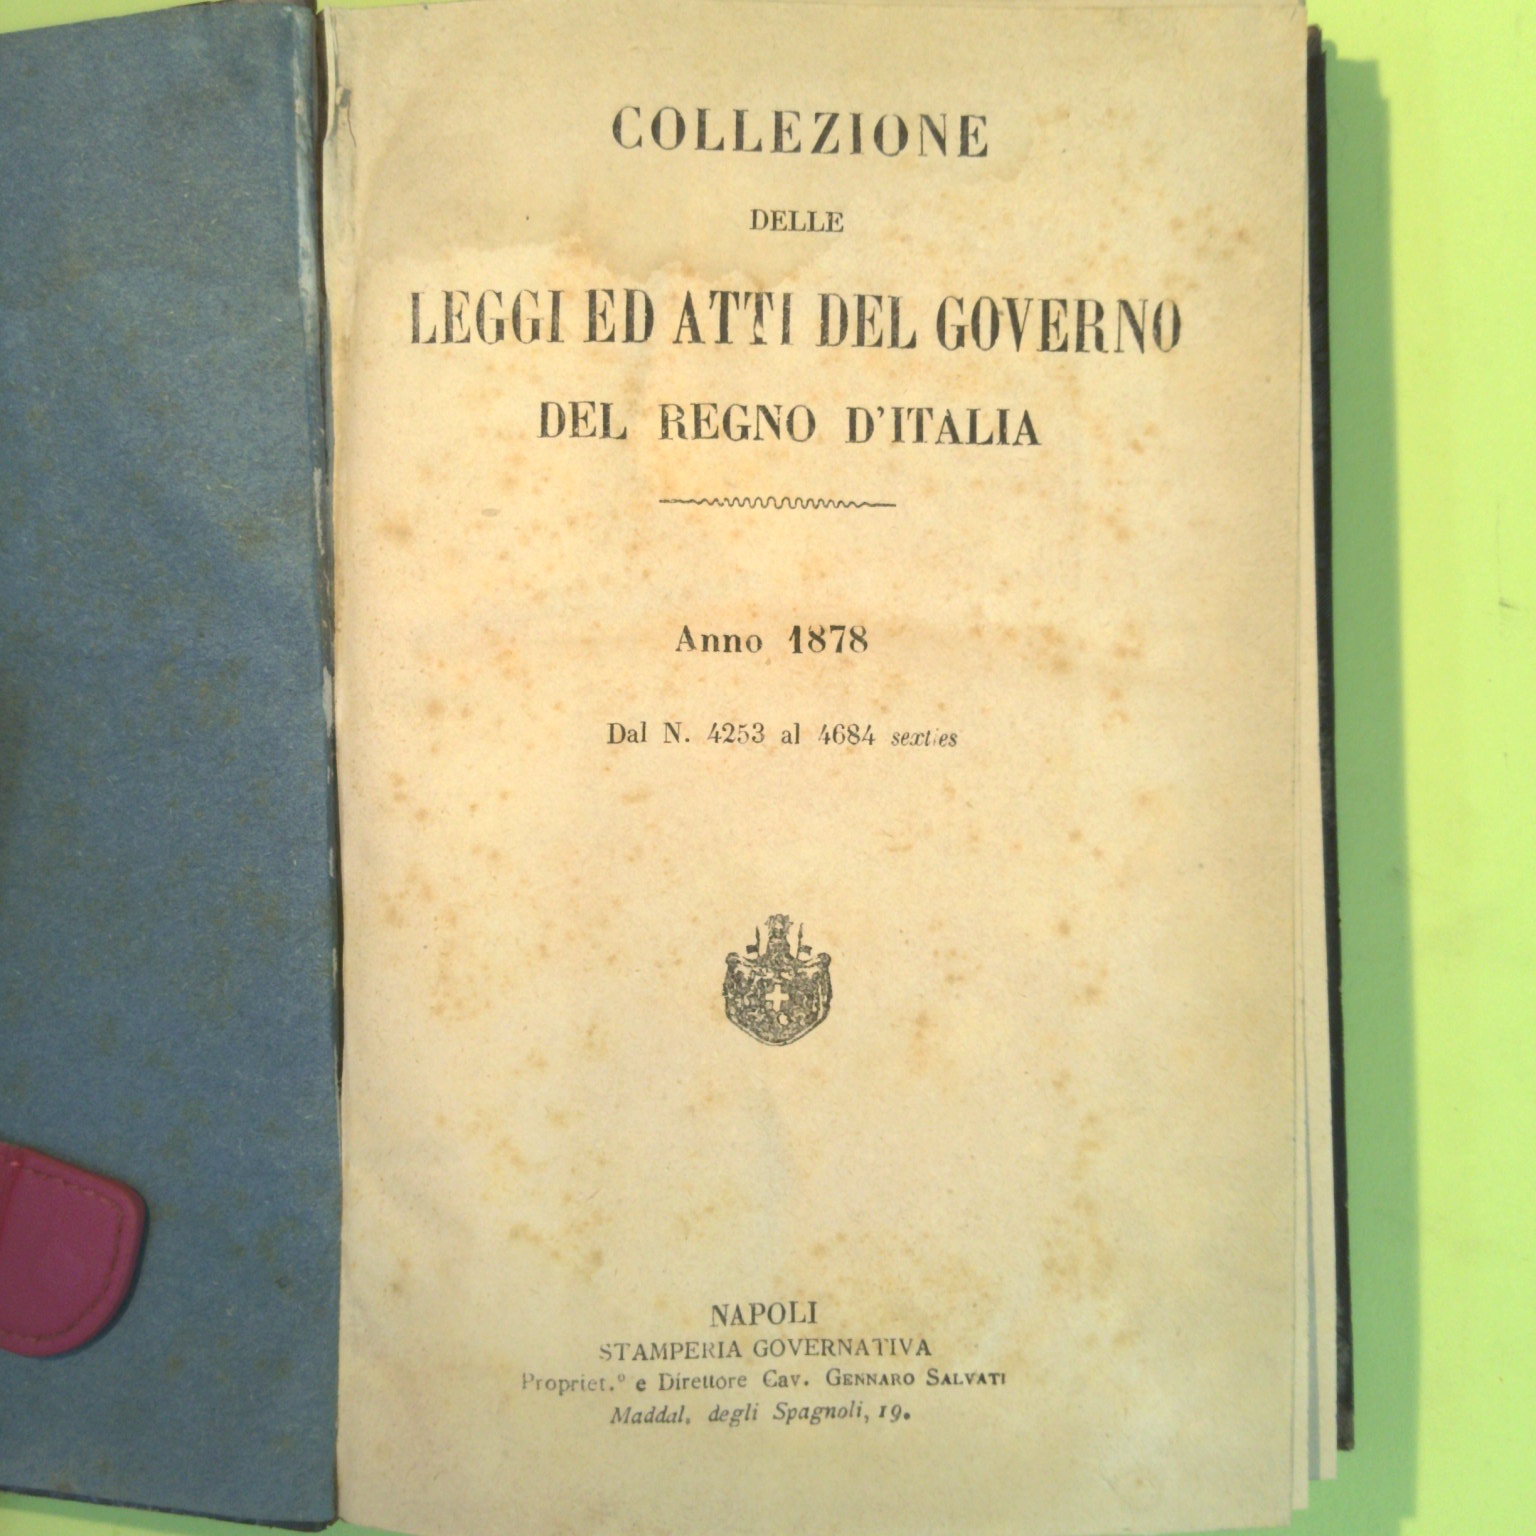 COLLEZIONE
DELLE
LEGGI ED ATTI DEL GOVERNO
DEL REGNO D'ITALIA
Anno 1878
Dal N. 4253 al 4684 sexties
NAPOLI
STAMPERIA GOVERNATIVA
Propriet.° e Direttore Cav. GENNARO SALVATI
Maddal. degli Spagnoli, 19.